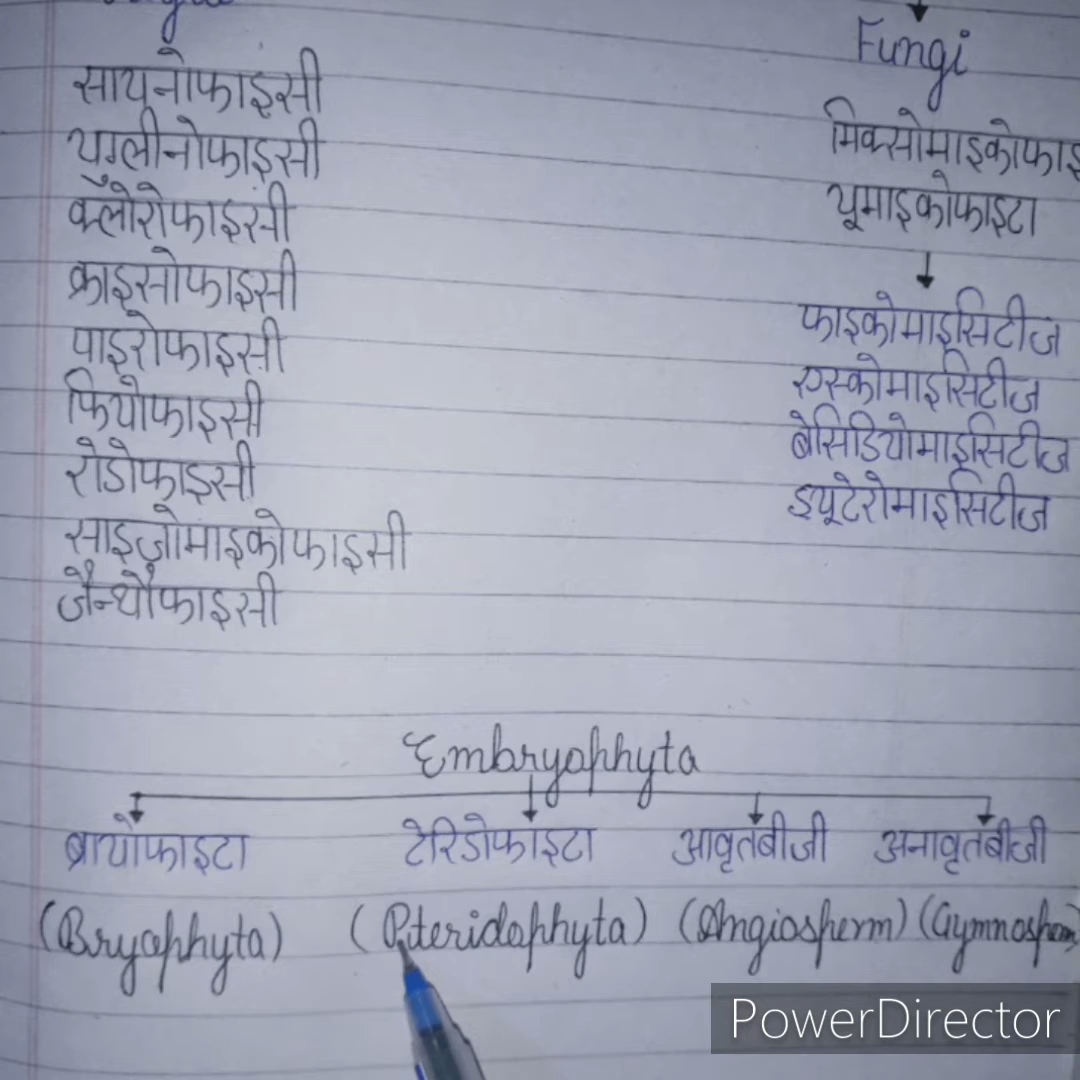 Fungi
सायनोफाइसी
युग्लीनोफाइसी
क्लोरोफाइसी
क्राइसोफाइसी
पाइरोफाइसी
फियोफाइसी
रोडोफाइसी
साइजोमाइकोफाइसी
जैन्थौफाइसी
यूमाइकोफाइटा
फाइकोमाइसिटीज
एस्कोमाइसिटीज
बेसिडियोमाइसिटीज
ड्यूटेरोमाइसिटीज
Embryophyta
ब्रायोफाइटा टेरिडोफाइटा आवृतबीजी अनावृतबीजी
(Bryophyta) (Pteridophyta) (Angiosperm) (Gymnosperm)
PowerDirector